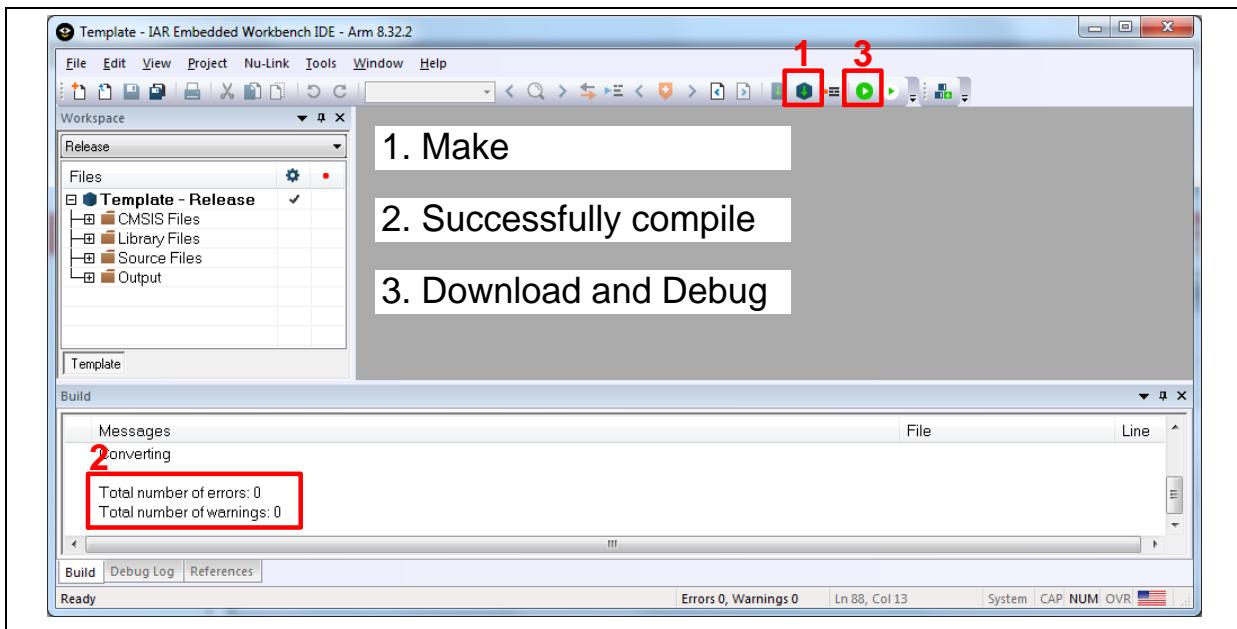 Template - IAR Embedded Workbench IDE - Arm 8.32.2
1 3
File Edit View Project Nu-Link Tools Window Help
Workspace
Release
Files
Template - Release
CMSIS Files
Library Files
Source Files
Output
Template
1. Make
2. Successfully compile
3. Download and Debug
Build
Messages File Line
2
Converting
Total number of errors: 0
Total number of warnings: 0
Build Debug Log References
Ready Errors 0, Warnings 0 Ln 88, Col 13 System CAP NUM OVR